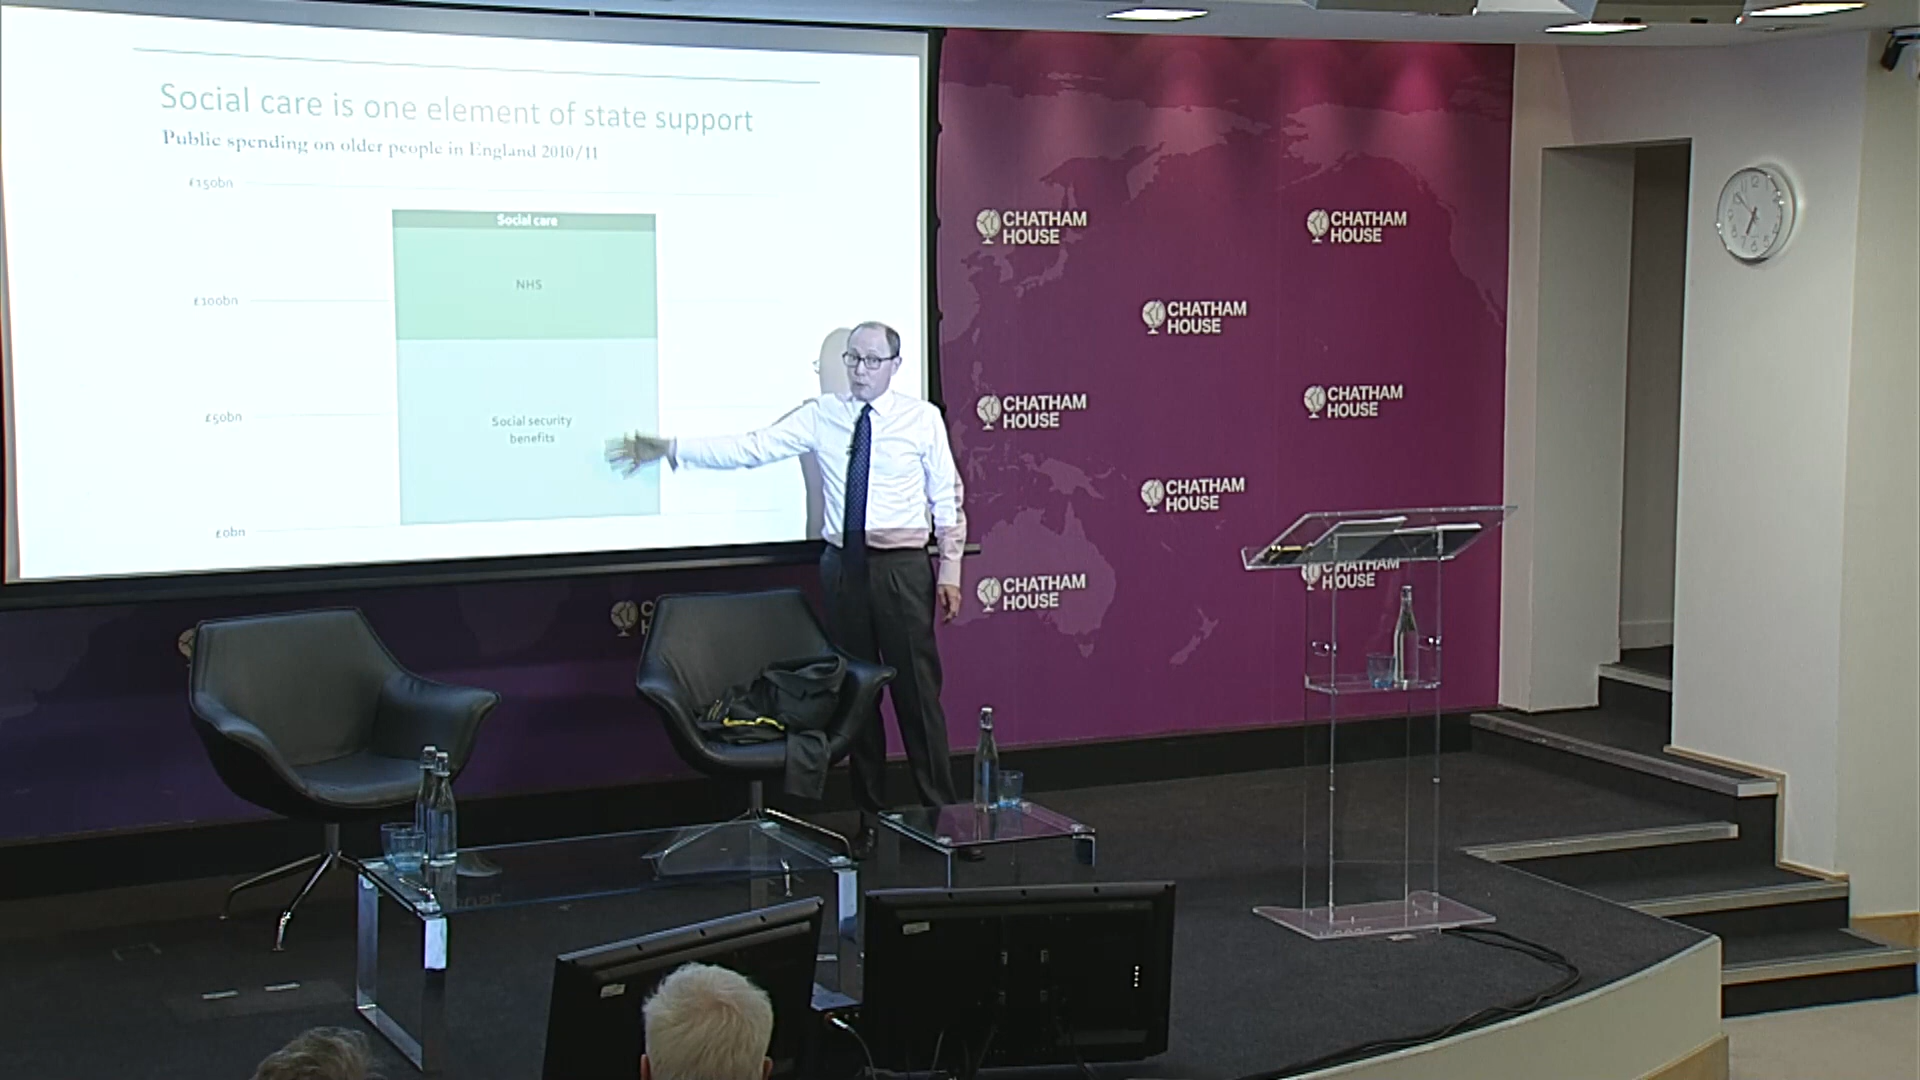 Social care is one element of state support
Public spending on older people in England 2010/11
£150bn
Social care
NHS
£100bn
£50bn
Social security
benefits
£0bn
CHATHAM
HOUSE
CHATHAM
HOUSE
CHATHAM
HOUSE
CHATHAM
HOUSE
CHATHAM
HOUSE
CHATHAM
HOUSE
CHATHAM
HOUSE
CHATHAM
HOUSE